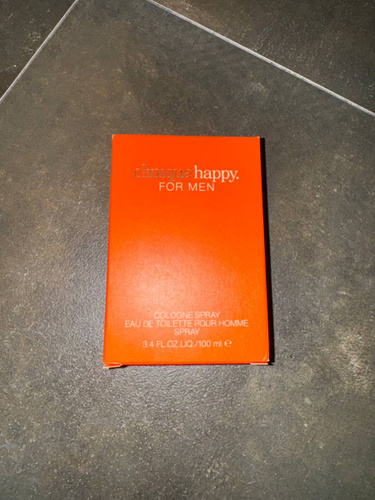 clinique happy.
FOR MEN
COLOGNE SPRAY
EAU DE TOILETTE POUR HOMME
SPRAY
3.4 FL.OZ.LIQ./100 ml ℮